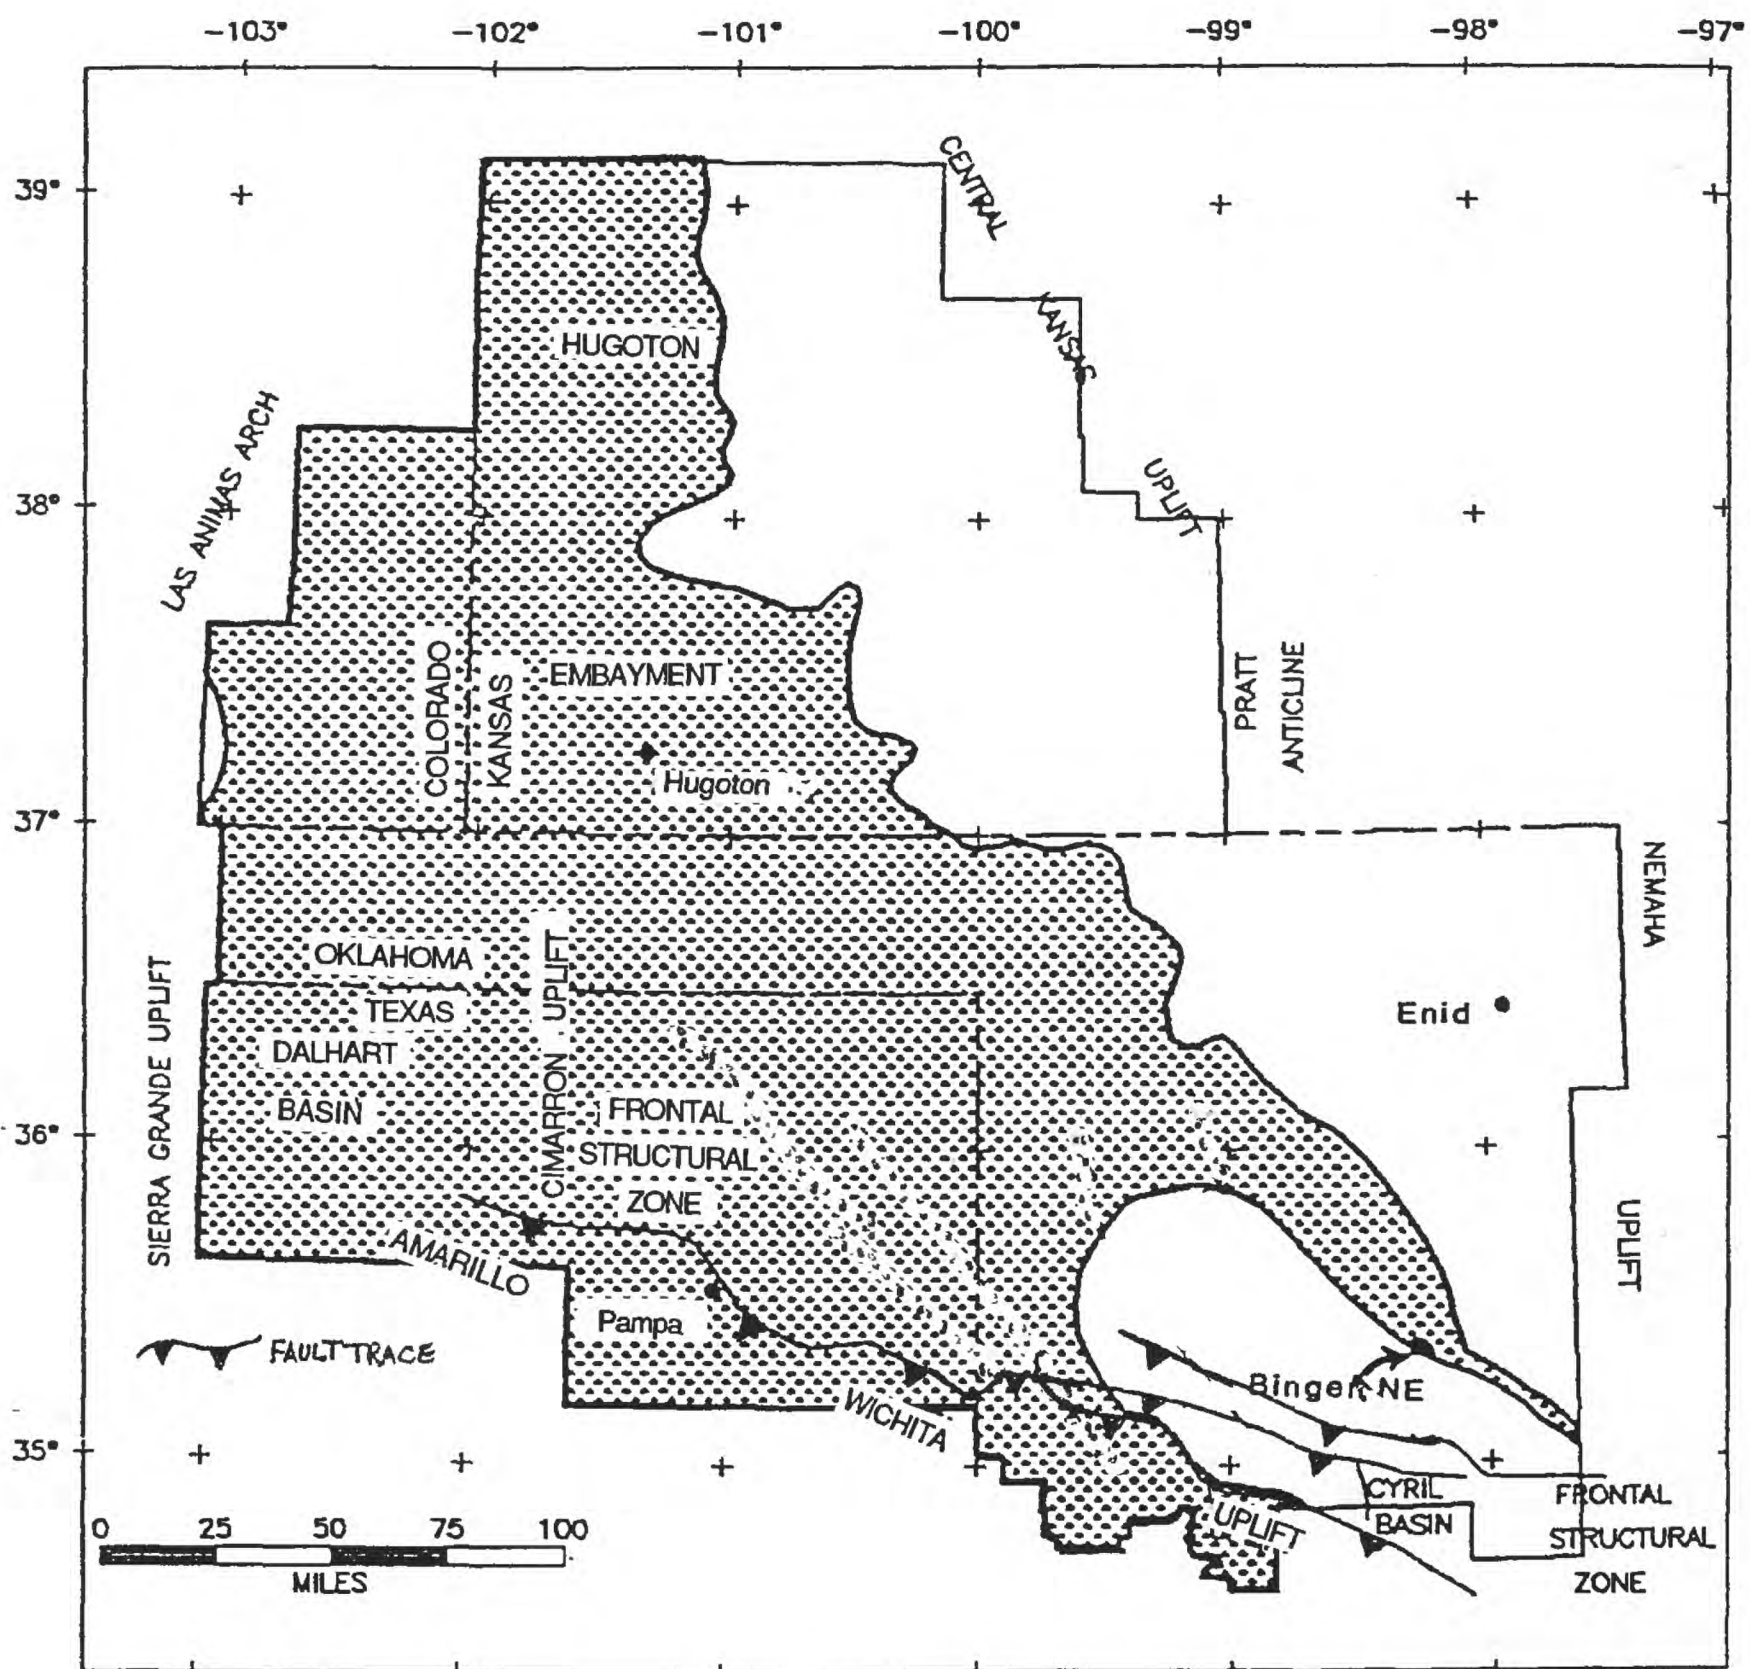 -103° -102° -101° -100° -99° -98° -97°
39°
38°
37°
36°
35°
CENTRAL
KANSAS
UPLIFT
HUGOTON
LAS ANIMAS ARCH
COLORADO
KANSAS
EMBAYMENT
Hugoton
PRATT
ANTICLINE
NEMAHA
UPLIFT
OKLAHOMA
TEXAS
DALHART
BASIN
SIERRA GRANDE UPLIFT
CIMARRON UPLIFT
FRONTAL
STRUCTURAL
ZONE
Enid
AMARILLO
Pampa
FAULT TRACE
WICHITA
UPLIFT
Binger NE
CYRIL
BASIN
FRONTAL
STRUCTURAL
ZONE
0 25 50 75 100
MILES